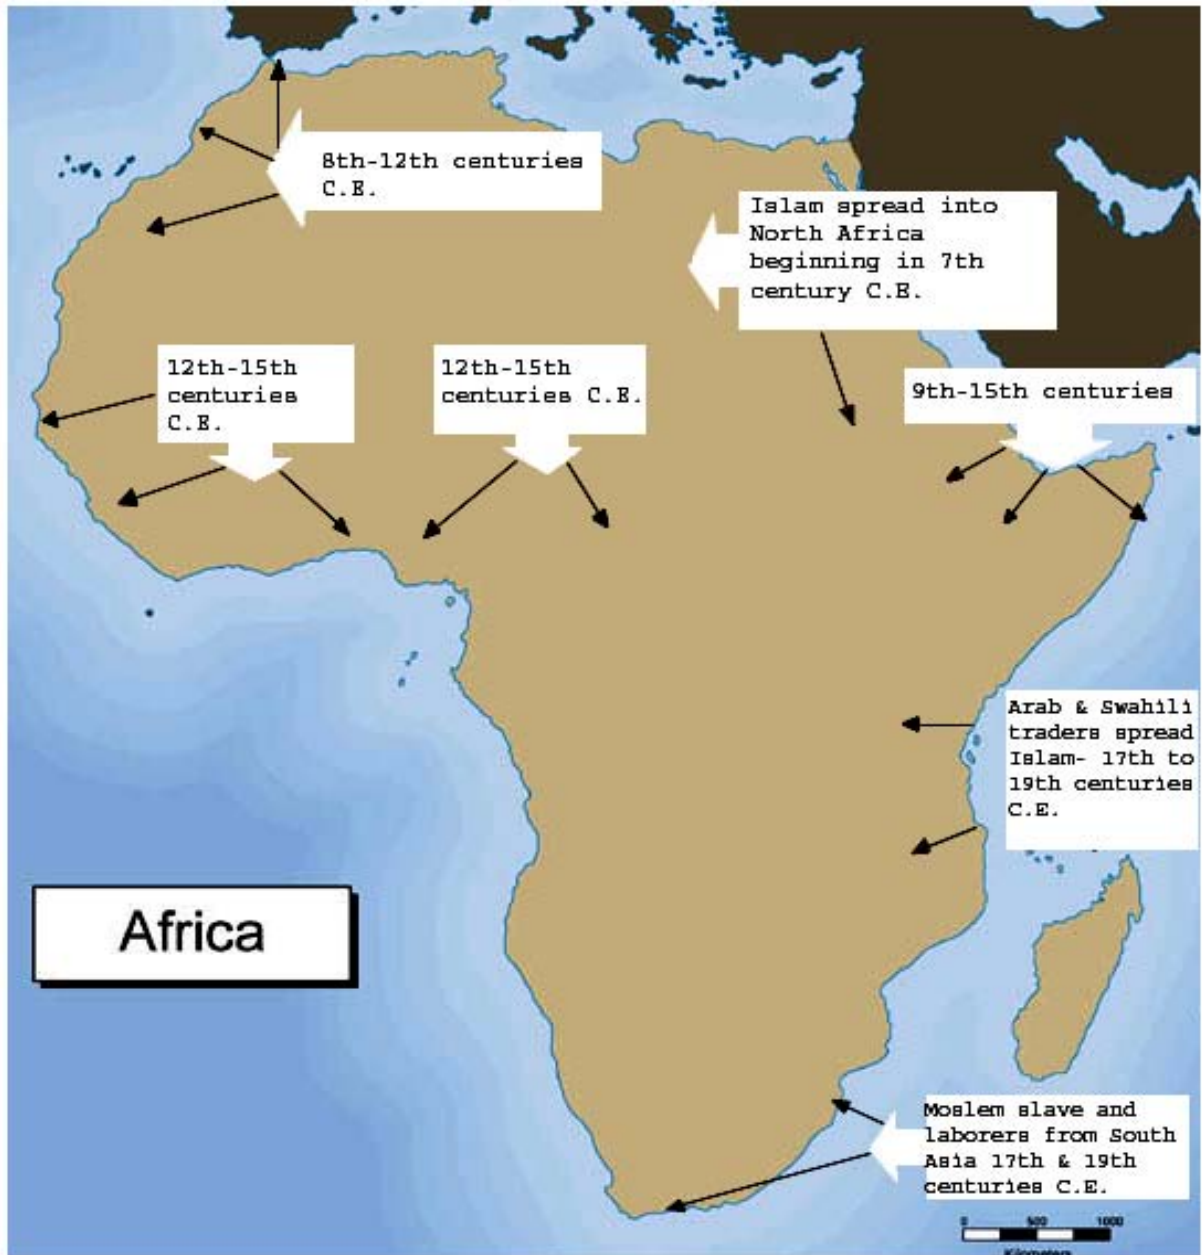 8th-12th centuries
C.E.
Islam spread into
North Africa
beginning in 7th
century C.E.
12th-15th
centuries
C.E.
12th-15th
centuries C.E.
9th-15th centuries
Arab & Swahili
traders spread
Islam- 17th to
19th centuries
C.E.
Africa
Moslem slave and
laborers from South
Asia 17th & 19th
centuries C.E.
0 500 1000
Kilometers